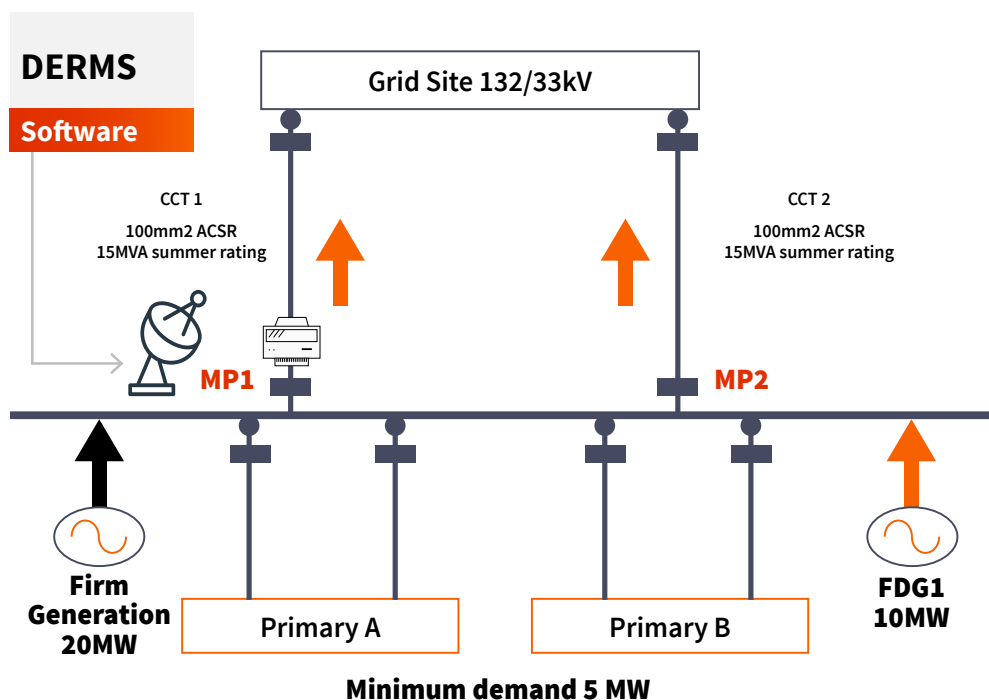 DERMS
Software
Grid Site 132/33kV
CCT 1
100mm2 ACSR
15MVA summer rating
CCT 2
100mm2 ACSR
15MVA summer rating
MP1
MP2
Firm
Generation
20MW
Primary A
Primary B
FDG1
10MW
Minimum demand 5 MW